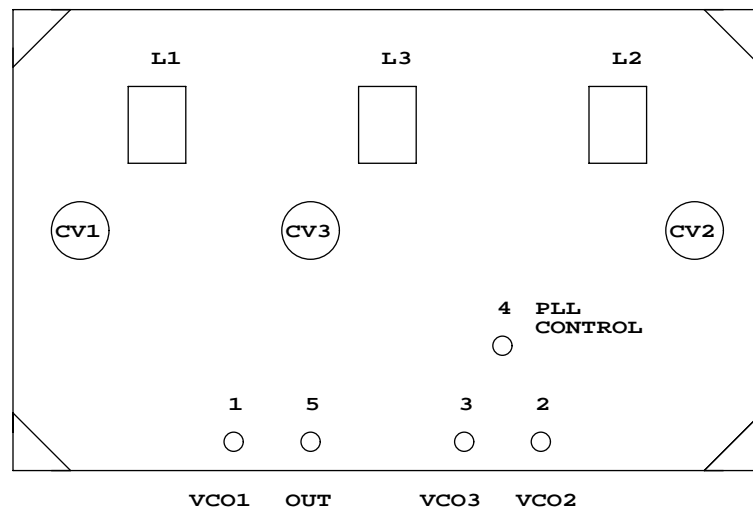 L1 L3 L2
CV1 CV3 CV2
4 PLL
CONTROL
1 5 3 2
VCO1 OUT VCO3 VCO2